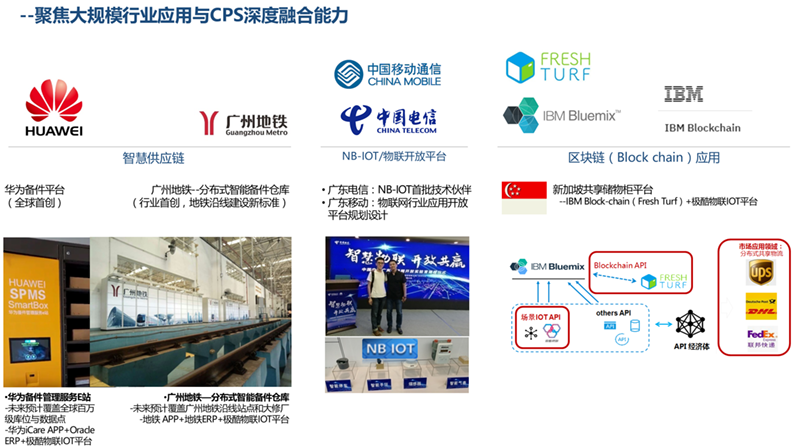 --聚焦大规模行业应用与CPS深度融合能力
HUAWEI
广州地铁
Guangzhou Metro
中国移动通信
CHINA MOBILE
中国电信
CHINA TELECOM
FRESH
TURF
IBM Bluemix™
IBM
IBM Blockchain
智慧供应链
NB-IOT/物联开放平台
区块链（Block chain）应用
华为备件平台
（全球首创）
广州地铁--分布式智能备件仓库
（行业首创，地铁沿线建设新标准）
• 广东电信：NB-IOT首批技术伙伴
• 广东移动：物联网行业应用开放
平台规划设计
新加坡共享储物柜平台
--IBM Block-chain（Fresh Turf）+极酷物联IOT平台
HUAWEI
SPMS
SmartBox
广州地铁
智慧物联 开放共赢
NB IOT
IBM Bluemix
Blockchain API
FRESH
TURF
场景IOT API
others API
API
API
API 经济体
市场应用领域：
分布式共享物流
ups
Deutsche Post
DHL
FedEx
联邦快递
•华为备件管理服务E站
-未来预计覆盖全球百万
级库位与数据点
-华为iCare APP+Oracle
ERP+极酷物联IOT平台
•广州地铁—分布式智能备件仓库
-未来预计覆盖广州地铁沿线站点和大修厂
-地铁 APP+地铁ERP+极酷物联IOT平台